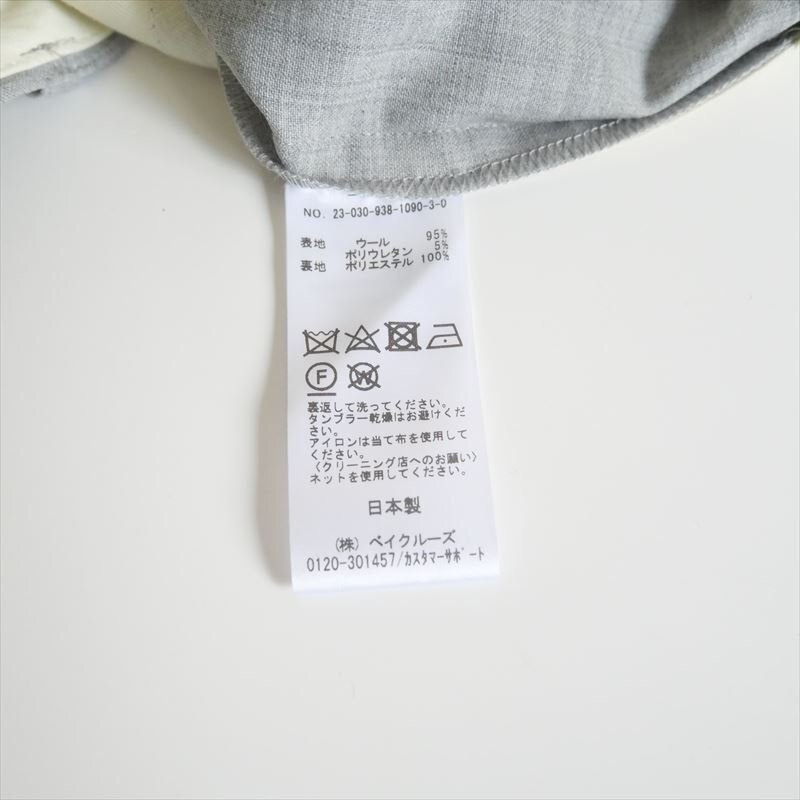 NO. 23-030-938-1090-3-0
表地 ウール 95%
ポリウレタン 5%
裏地 ポリエステル 100%
F W
裏返して洗ってください。
タンブラー乾燥はお避けくだ
さい。
アイロンは当て布を使用して
ください。
〈クリーニング店へのお願い〉
ネットを使用してください。
日本製
(株) ベイクルーズ
0120-301457/カスタマーサポート